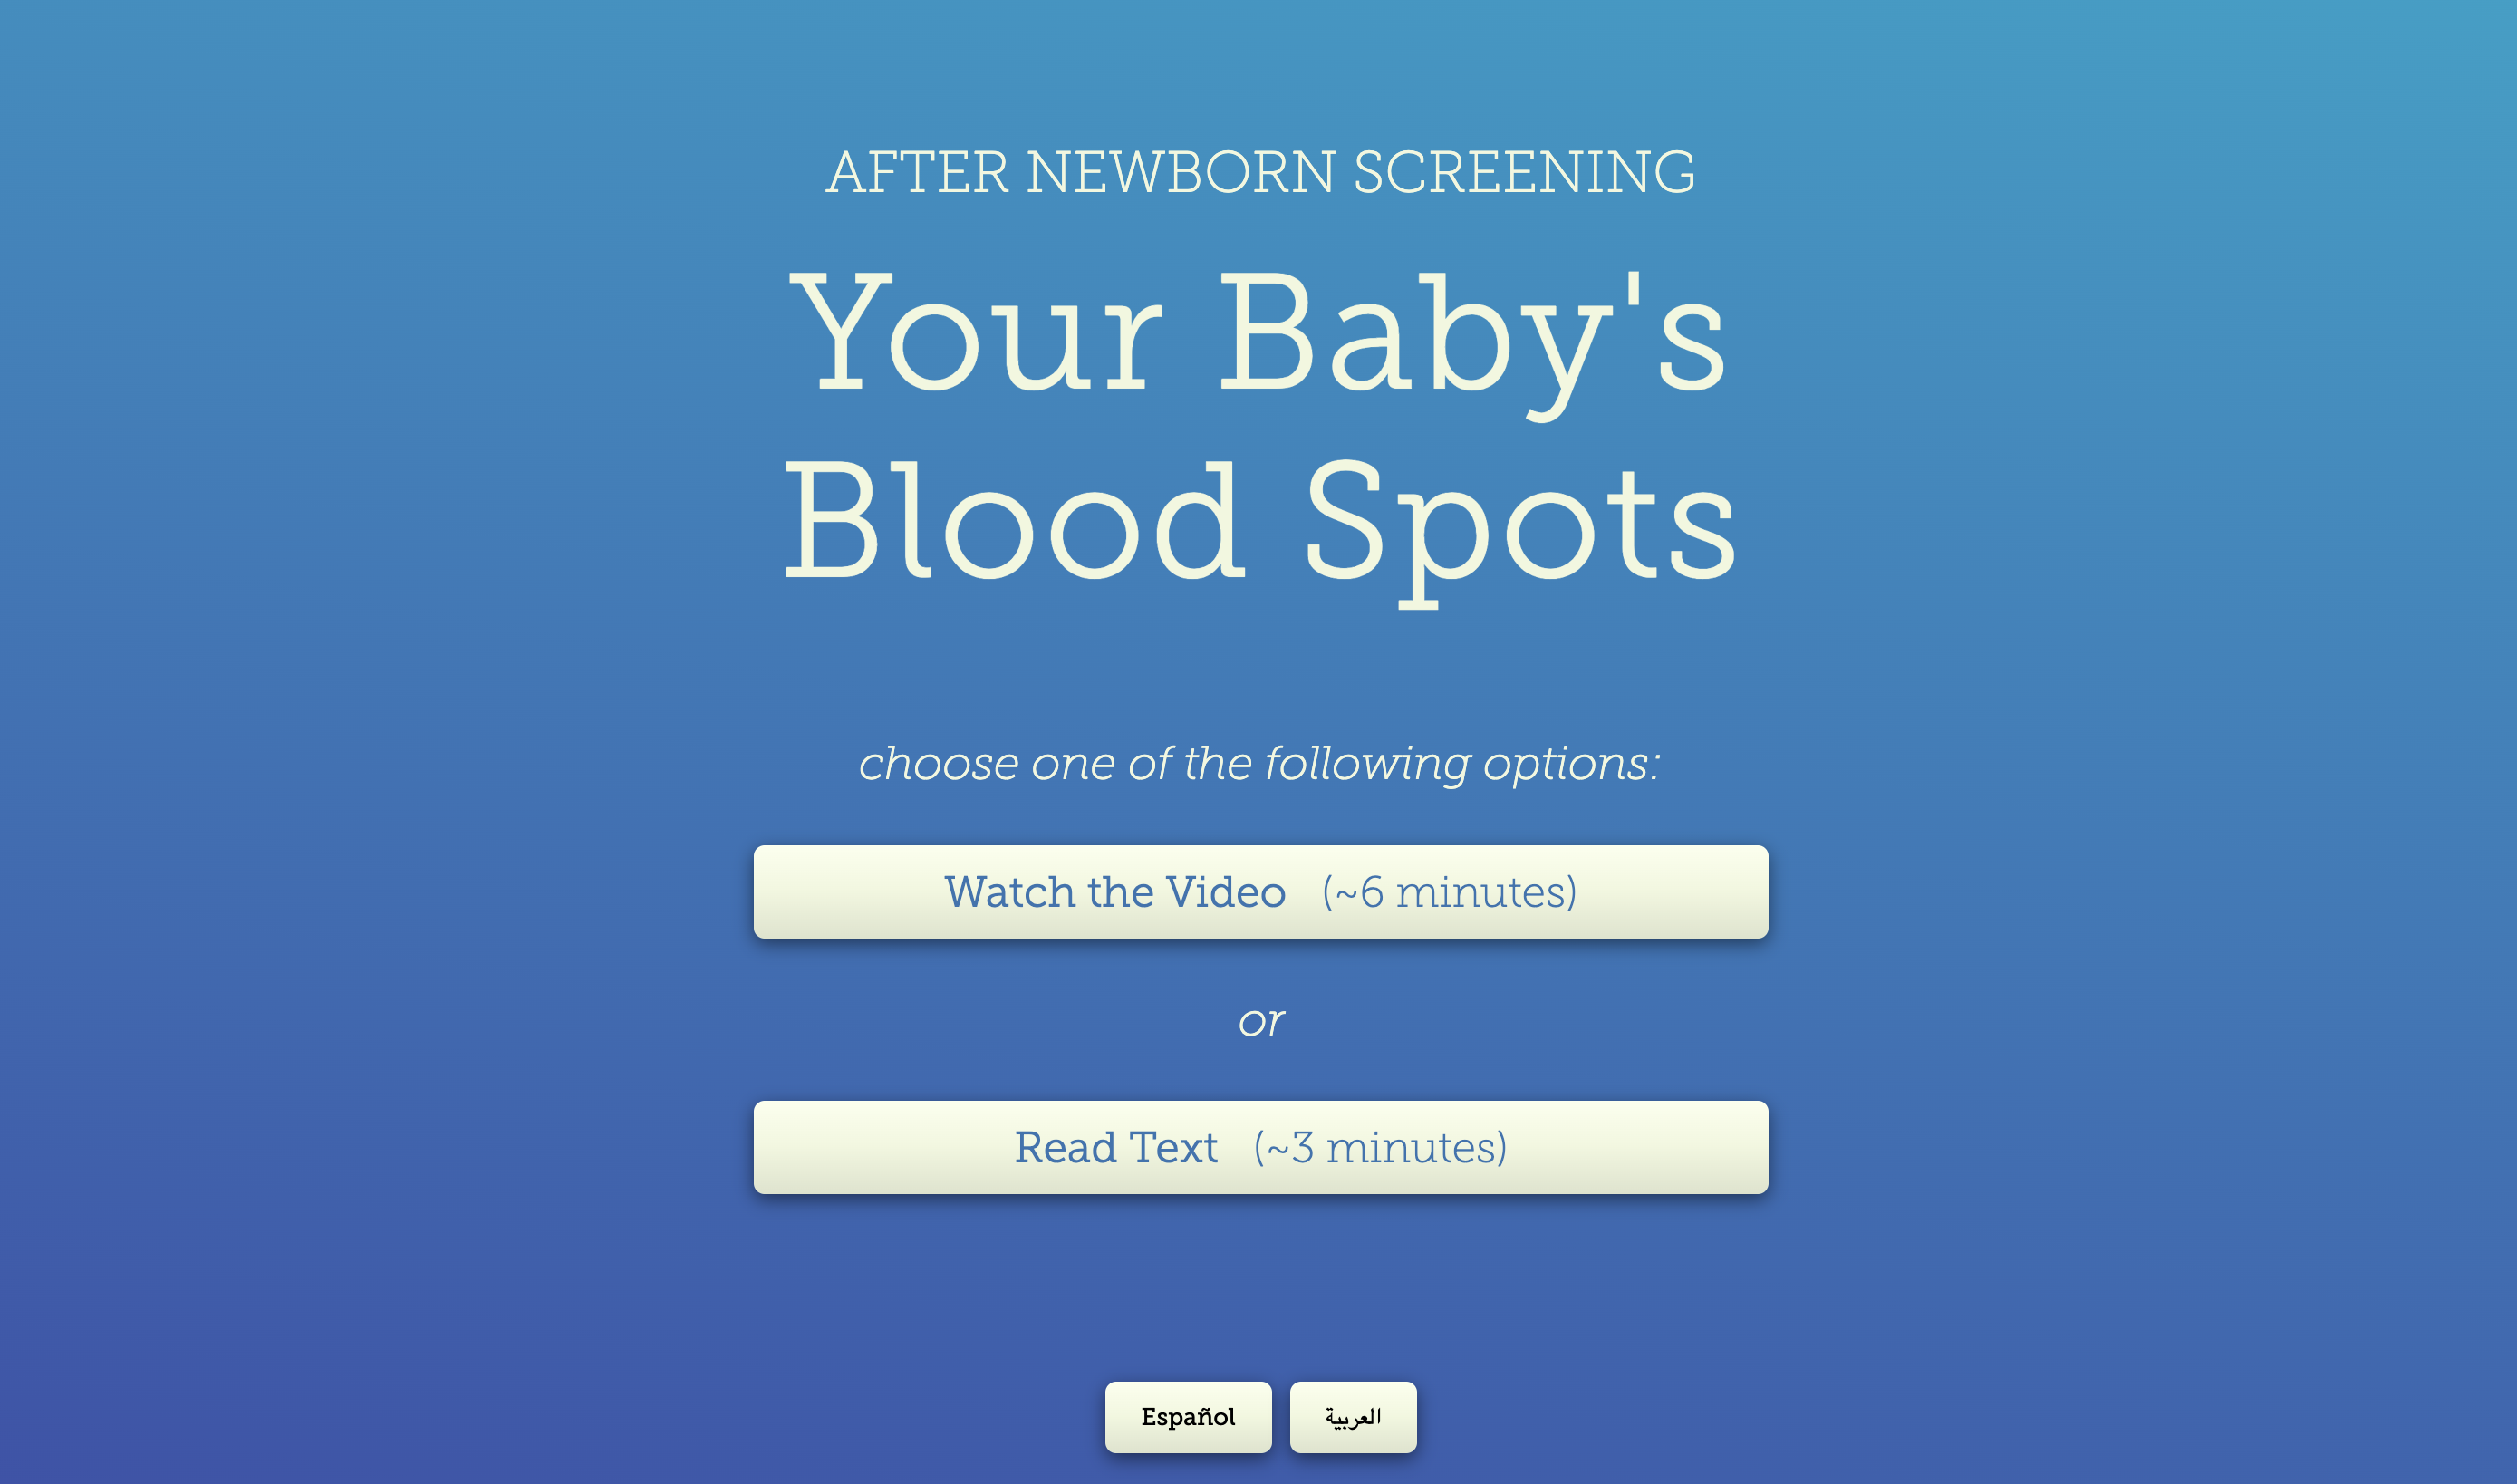 AFTER NEWBORN SCREENING
Your Baby's
Blood Spots
choose one of the following options:
Watch the Video (~6 minutes)
or
Read Text (~3 minutes)
Español
العربية